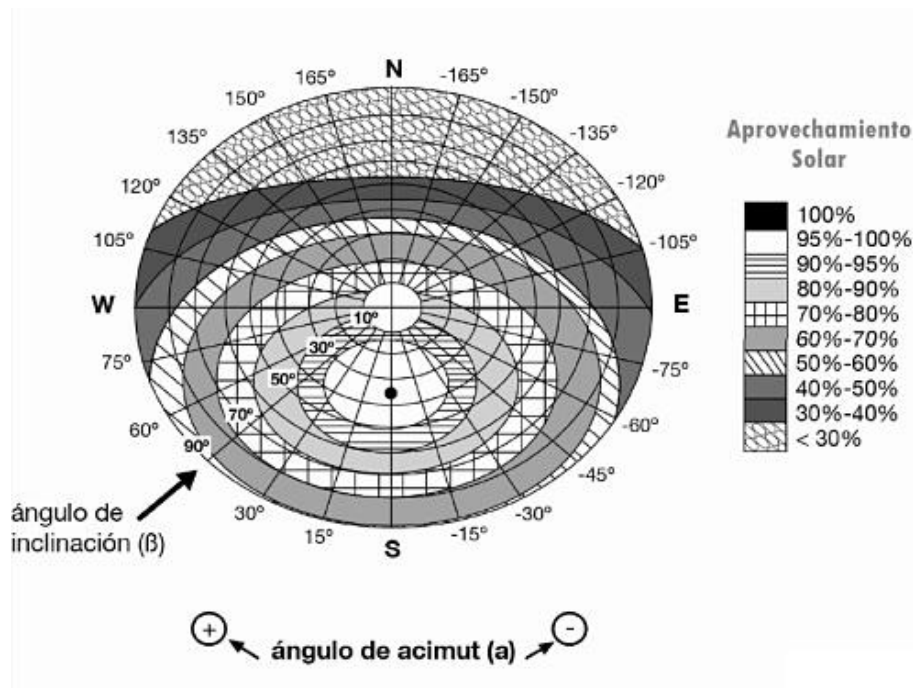 N
165º
-165º
150º
-150º
135º
-135º
120º
-120º
105º
-105º
W
E
75º
-75º
60º
-60º
-45º
30º
-30º
15º
-15º
S
10º
30º
50º
70º
90º
ángulo de
inclinación (ß)
Aprovechamiento
Solar
100%
95%-100%
90%-95%
80%-90%
70%-80%
60%-70%
50%-60%
40%-50%
30%-40%
< 30%
+
-
ángulo de acimut (a)